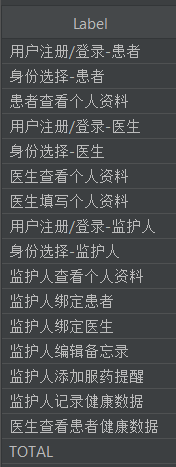 Label
用户注册/登录-患者
身份选择-患者
患者查看个人资料
用户注册/登录-医生
身份选择-医生
医生查看个人资料
医生填写个人资料
用户注册/登录-监护人
身份选择-监护人
监护人查看个人资料
监护人绑定患者
监护人绑定医生
监护人编辑备忘录
监护人添加服药提醒
监护人记录健康数据
医生查看患者健康数据
TOTAL